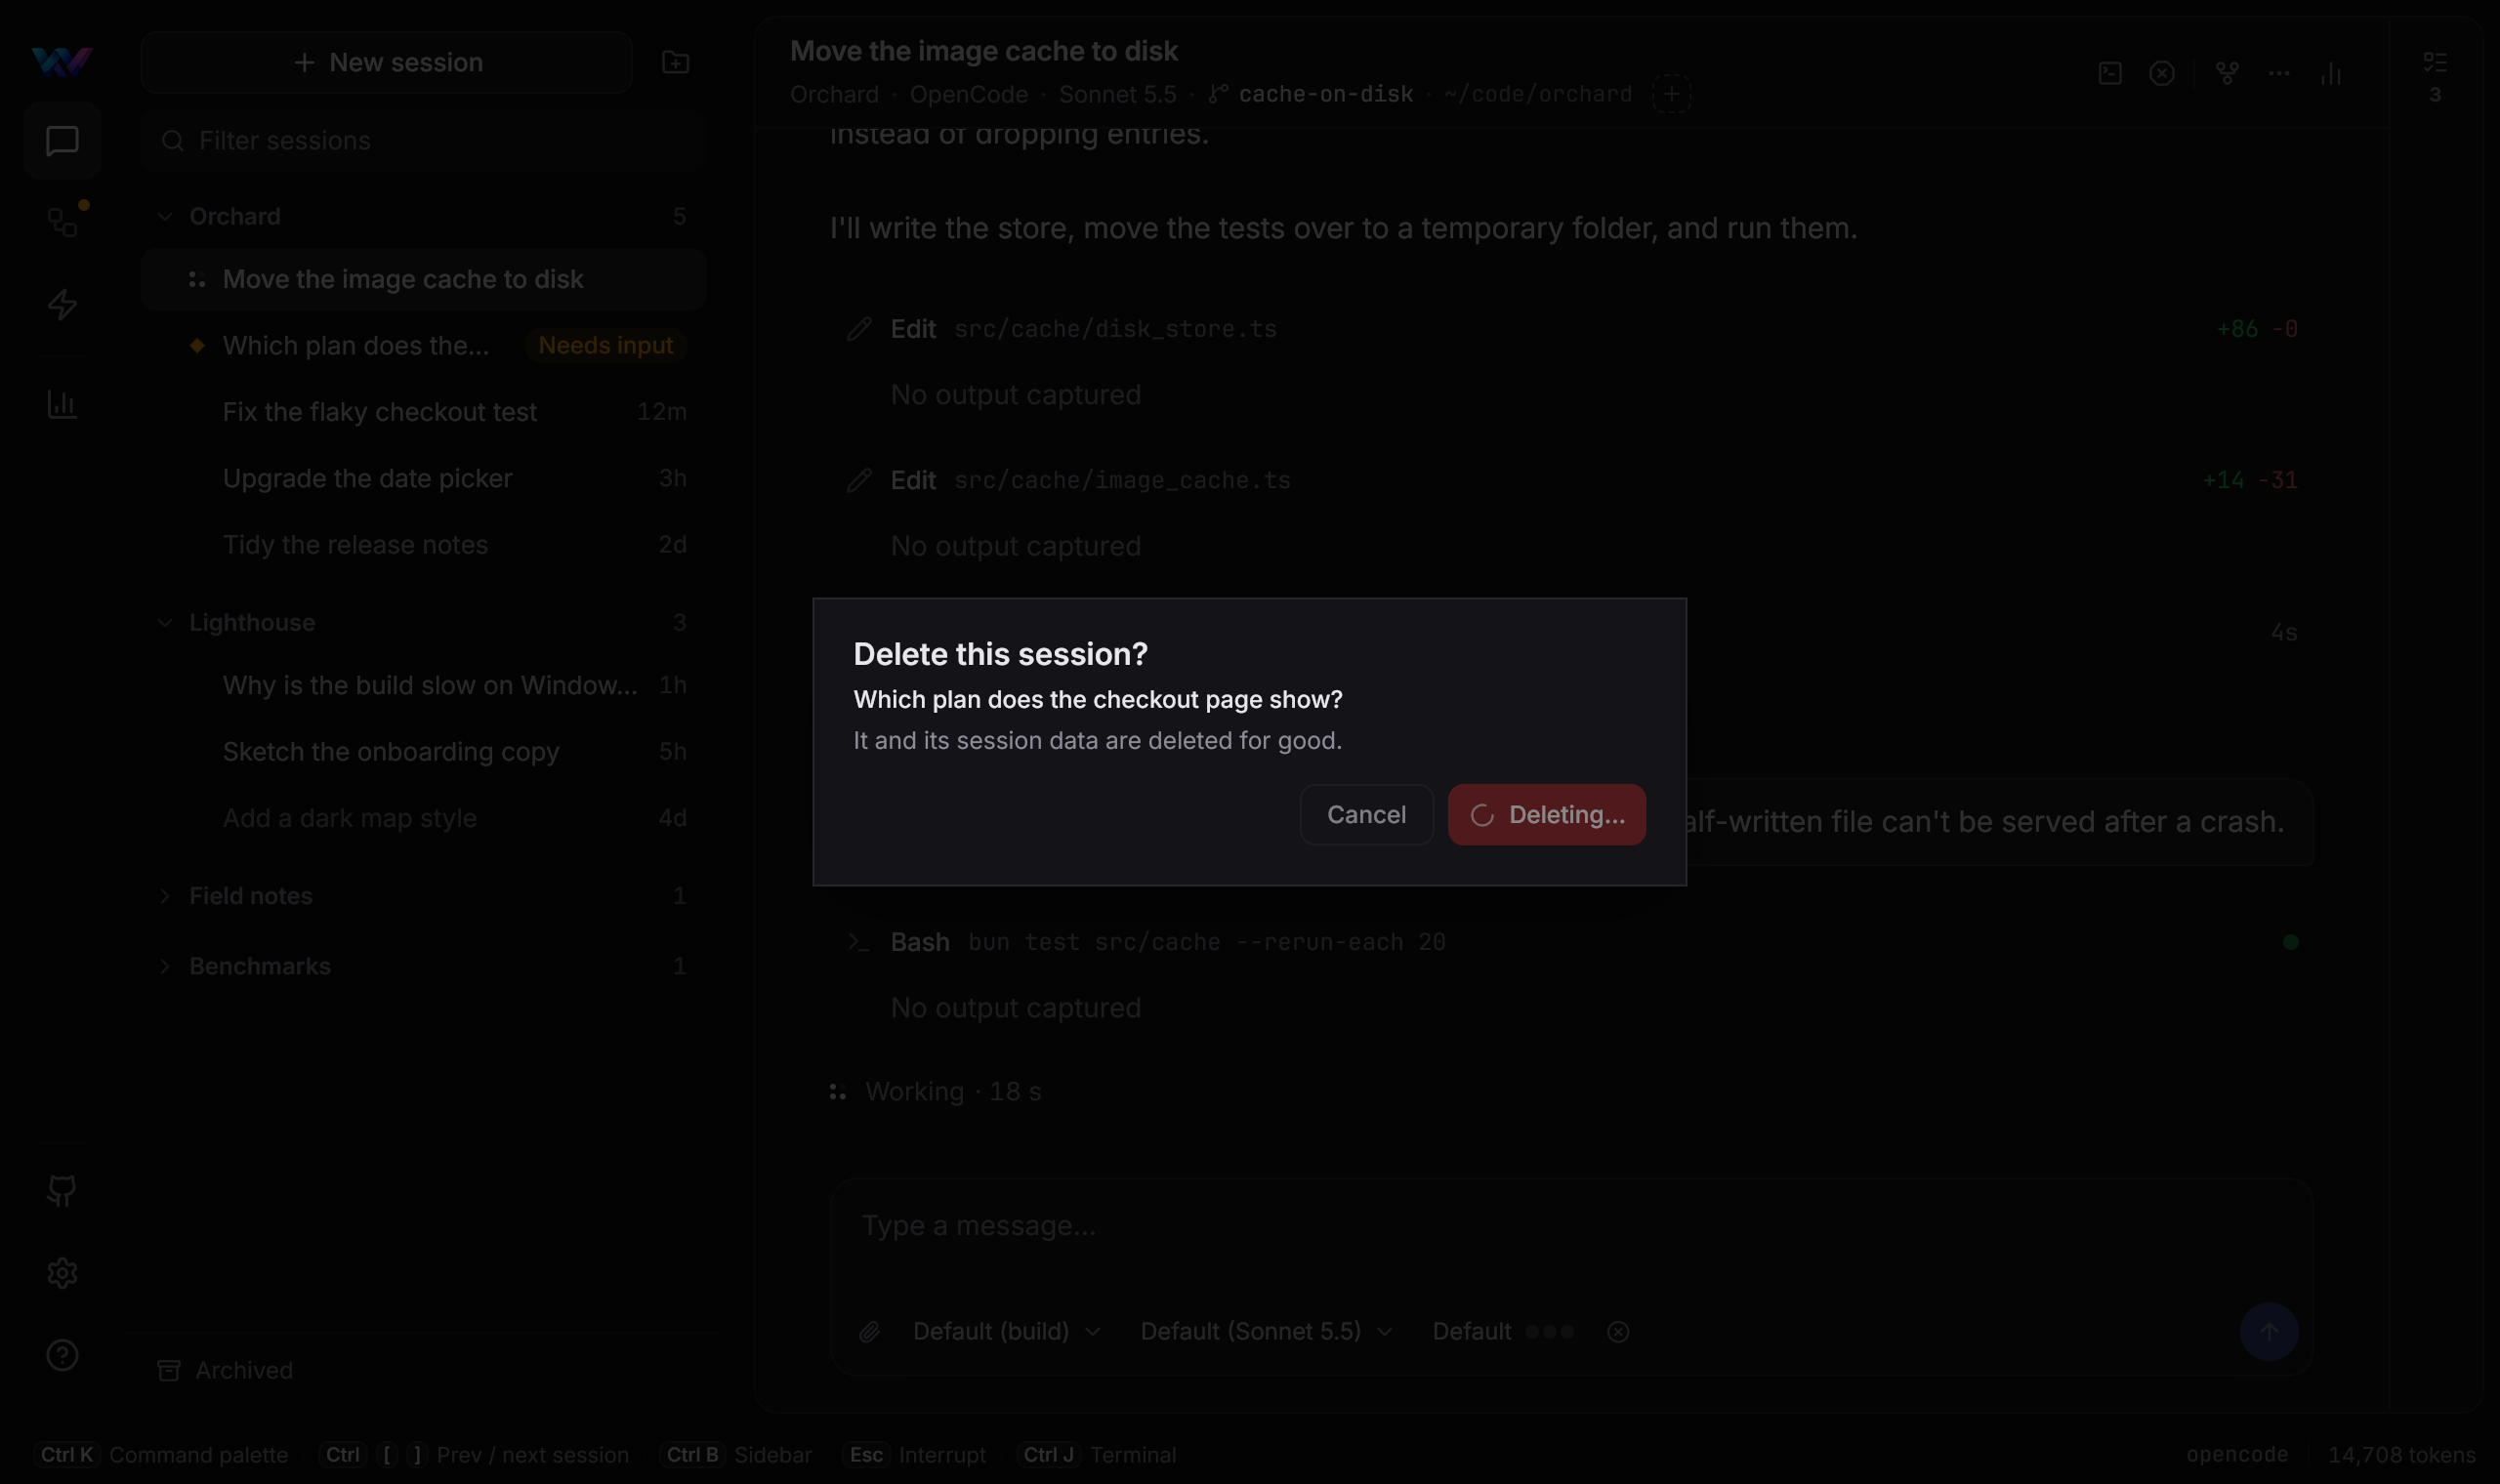 New session
Filter sessions
Orchard 5
Move the image cache to disk
Which plan does the... Needs input
Fix the flaky checkout test 12m
Upgrade the date picker 3h
Tidy the release notes 2d
Lighthouse 3
Why is the build slow on Window... 1h
Sketch the onboarding copy 5h
Add a dark map style 4d
Field notes 1
Benchmarks 1
Archived
Move the image cache to disk
Orchard · OpenCode · Sonnet 5.5 · cache-on-disk · ~/code/orchard
3
instead of dropping entries.
I'll write the store, move the tests over to a temporary folder, and run them.
Edit src/cache/disk_store.ts +86 -0
No output captured
Edit src/cache/image_cache.ts +14 -31
No output captured
4s
Delete this session?
Which plan does the checkout page show?
It and its session data are deleted for good.
Cancel Deleting...
alf-written file can't be served after a crash.
Bash bun test src/cache --rerun-each 20
No output captured
Working · 18 s
Type a message...
Default (build) Default (Sonnet 5.5) Default
Ctrl K Command palette Ctrl [ ] Prev / next session Ctrl B Sidebar Esc Interrupt Ctrl J Terminal opencode 14,708 tokens